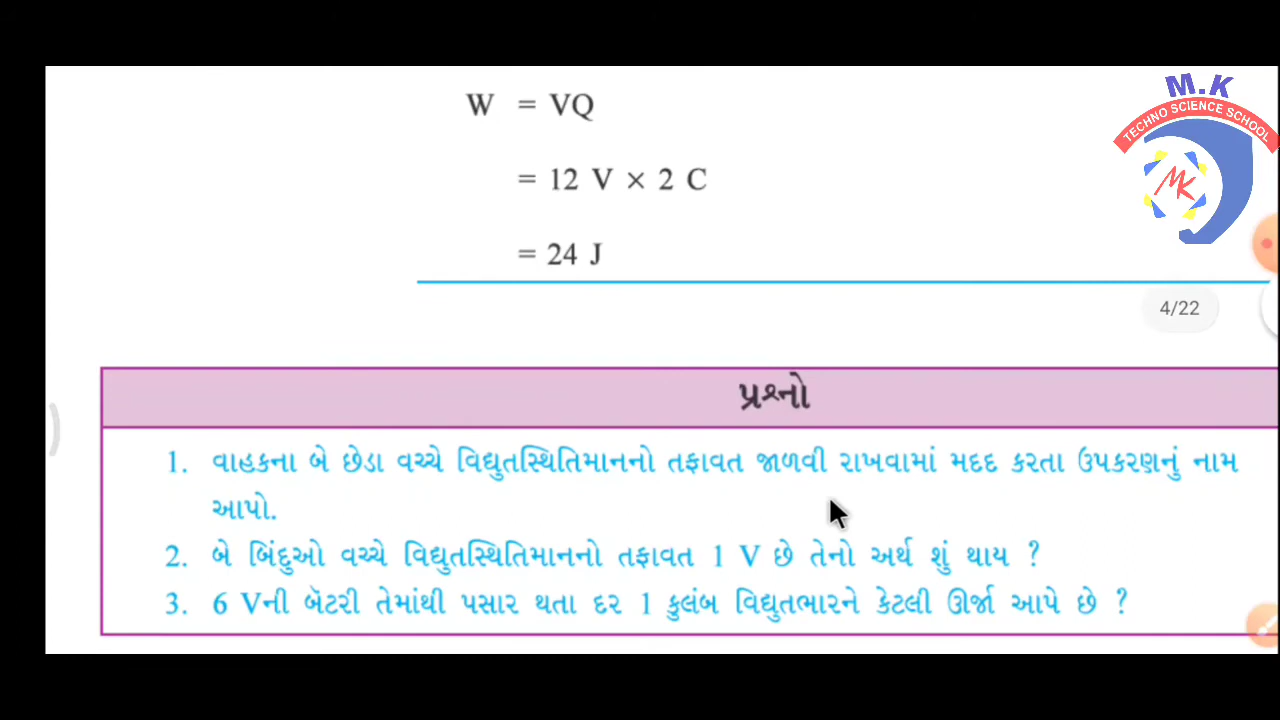 W = VQ
= 12 V × 2 C
= 24 J
M.K
TECHNO SCIENCE SCHOOL
MK
4/22
પ્રશ્નો
1. વાહકના બે છેડા વચ્ચે વિદ્યુતસ્થિતિમાનનો તફાવત જાળવી રાખવામાં મદદ કરતા ઉપકરણનું નામ
આપો.
2. બે બિંદુઓ વચ્ચે વિદ્યુતસ્થિતિમાનનો તફાવત 1 V છે તેનો અર્થ શું થાય ?
3. 6 Vની બૅટરી તેમાંથી પસાર થતા દર 1 કુલંબ વિદ્યુતભારને કેટલી ઊર્જા આપે છે ?